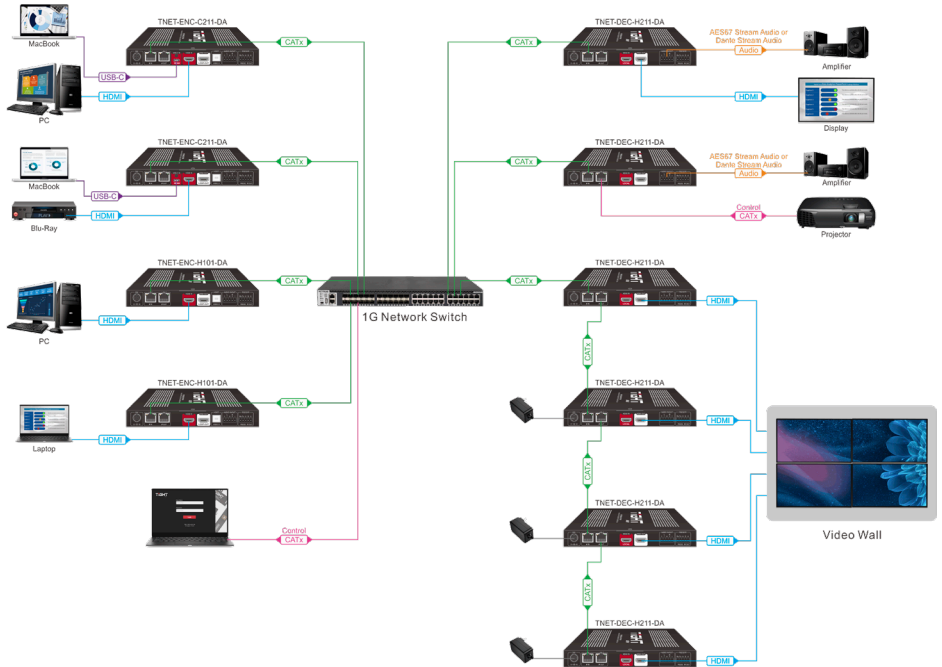 TNET-ENC-C211-DA
MacBook
CATx
USB-C
HDMI
PC
TNET-ENC-C211-DA
CATx
MacBook
USB-C
HDMI
Blu-Ray
TNET-ENC-H101-DA
CATx
HDMI
PC
TNET-ENC-H101-DA
CATx
HDMI
Laptop
Control
CATx
1G Network Switch
TNET-DEC-H211-DA
CATx
AES67 Stream Audio or
Dante Stream Audio
Audio
Amplifier
HDMI
Display
TNET-DEC-H211-DA
CATx
AES67 Stream Audio or
Dante Stream Audio
Audio
Amplifier
Control
CATx
Projector
TNET-DEC-H211-DA
CATx
HDMI
CATx
TNET-DEC-H211-DA
HDMI
CATx
TNET-DEC-H211-DA
HDMI
CATx
TNET-DEC-H211-DA
HDMI
Video Wall